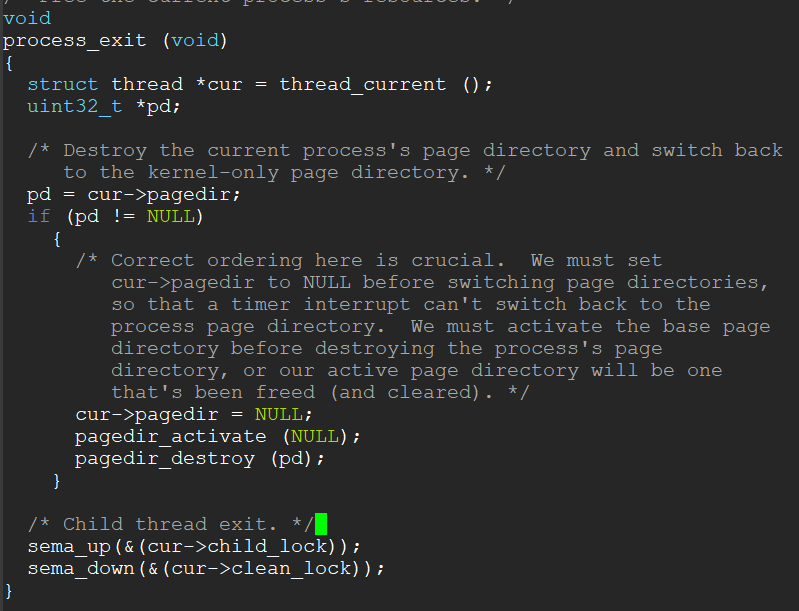 void
process_exit (void)
{
  struct thread *cur = thread_current ();
  uint32_t *pd;

  /* Destroy the current process's page directory and switch back
     to the kernel-only page directory. */
  pd = cur->pagedir;
  if (pd != NULL)
    {
      /* Correct ordering here is crucial.  We must set
         cur->pagedir to NULL before switching page directories,
         so that a timer interrupt can't switch back to the
         process page directory.  We must activate the base page
         directory before destroying the process's page
         directory, or our active page directory will be one
         that's been freed (and cleared). */
      cur->pagedir = NULL;
      pagedir_activate (NULL);
      pagedir_destroy (pd);
    }

  /* Child thread exit. */
  sema_up(&(cur->child_lock));
  sema_down(&(cur->clean_lock));
}